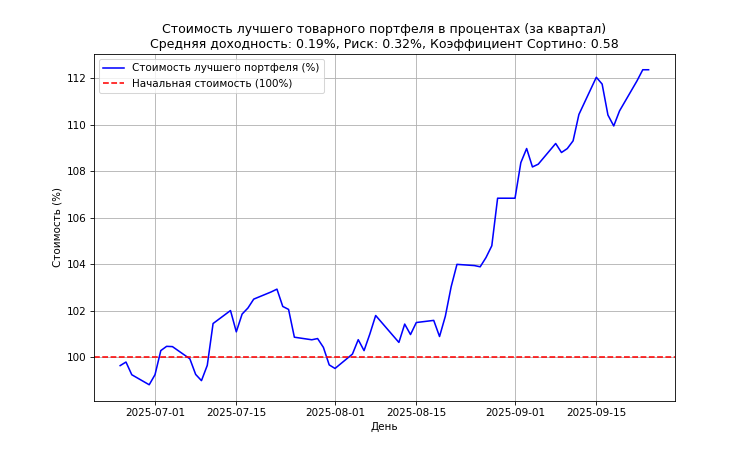 Стоимость лучшего товарного портфеля в процентах (за квартал)
Средняя доходность: 0.19%, Риск: 0.32%, Коэффициент Сортино: 0.58
Стоимость лучшего портфеля (%)
Начальная стоимость (100%)
Стоимость (%)
112
110
108
106
104
102
100
2025-07-01
2025-07-15
2025-08-01
2025-08-15
2025-09-01
2025-09-15
День